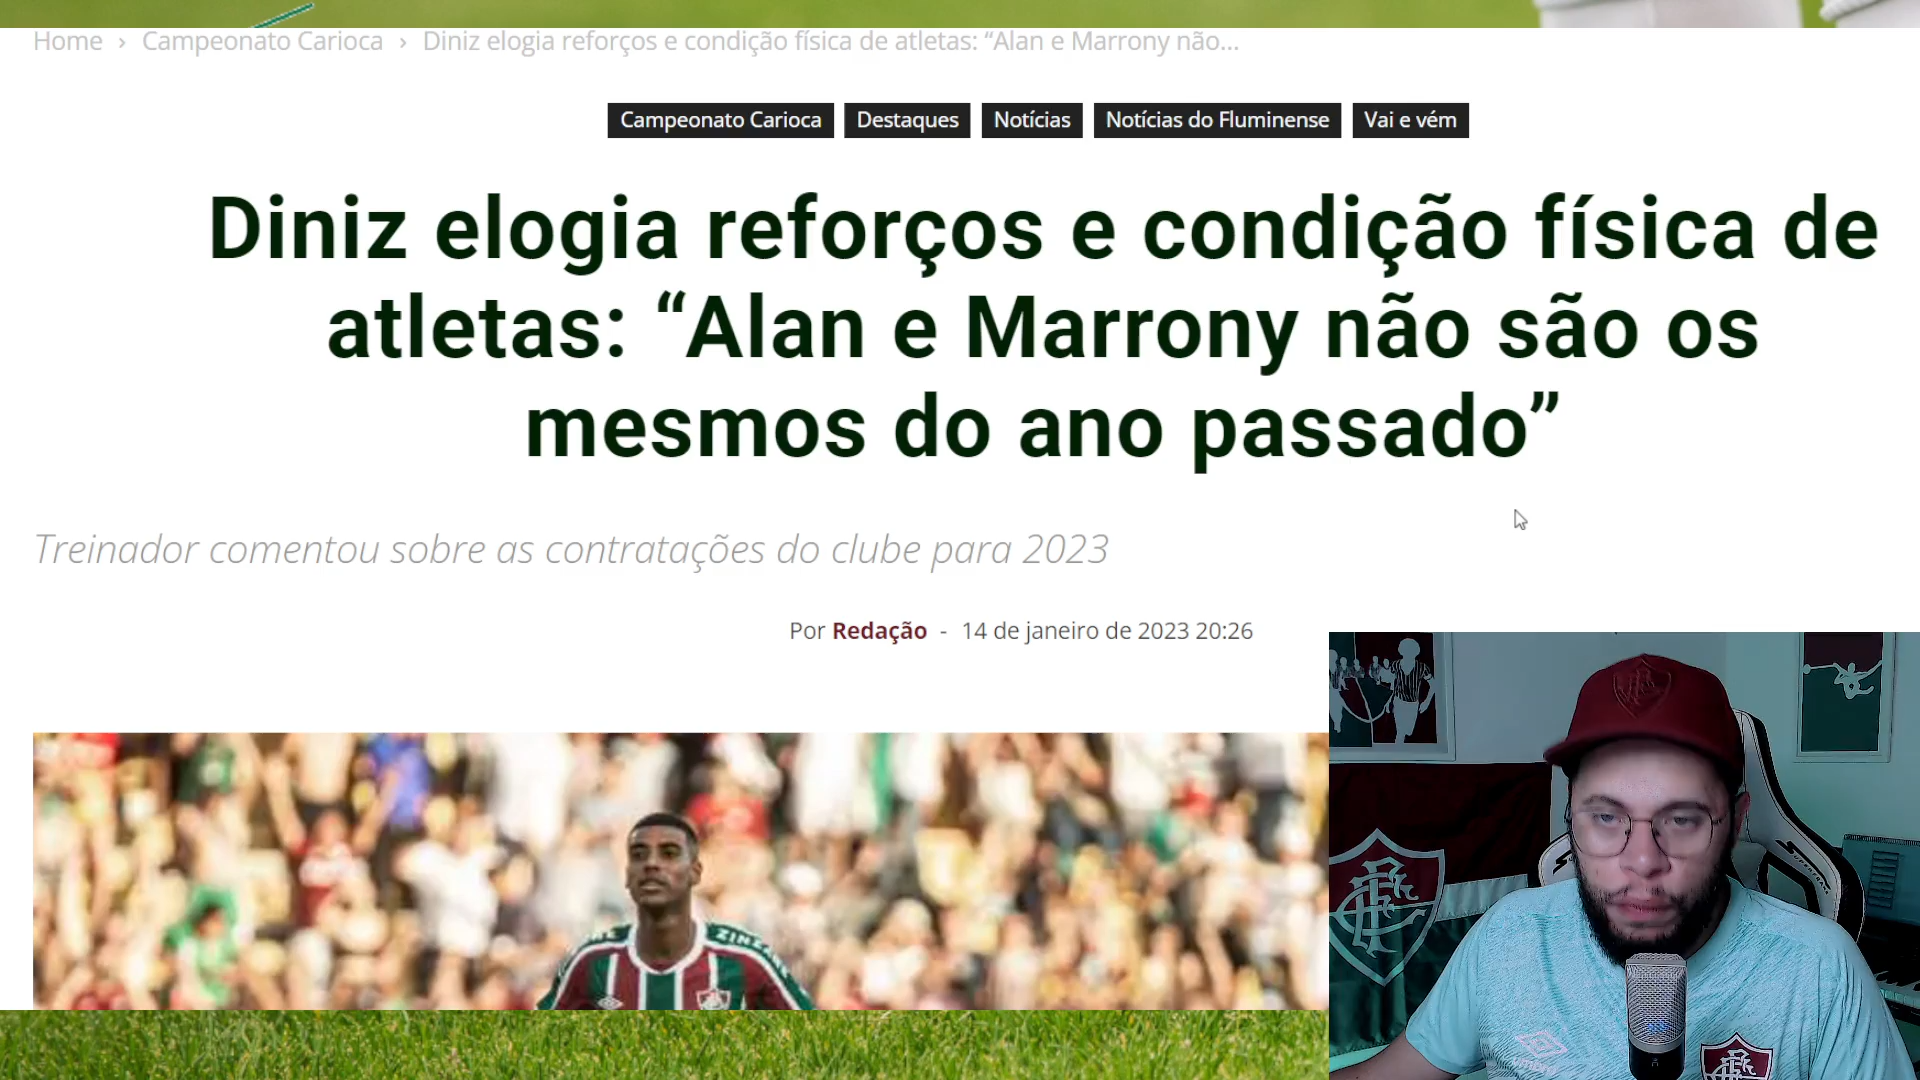 Home › Campeonato Carioca › Diniz elogia reforços e condição física de atletas: “Alan e Marrony não...
Campeonato Carioca Destaques Notícias Notícias do Fluminense Vai e vém
Diniz elogia reforços e condição física de
atletas: “Alan e Marrony não são os
mesmos do ano passado”
Treinador comentou sobre as contratações do clube para 2023
Por Redação - 14 de janeiro de 2023 20:26